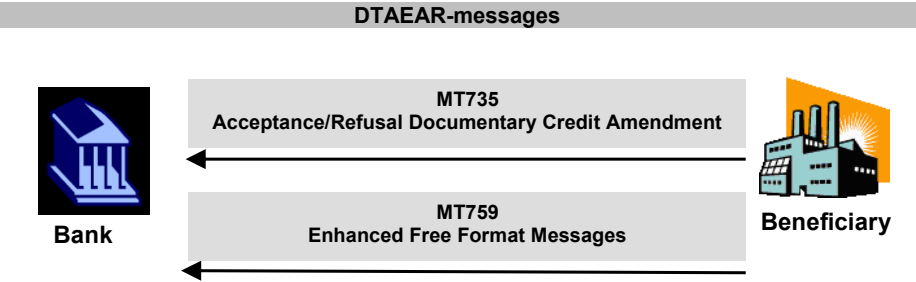 DTAEAR-messages
MT735
Acceptance/Refusal Documentary Credit Amendment
MT759
Enhanced Free Format Messages
Bank
Beneficiary